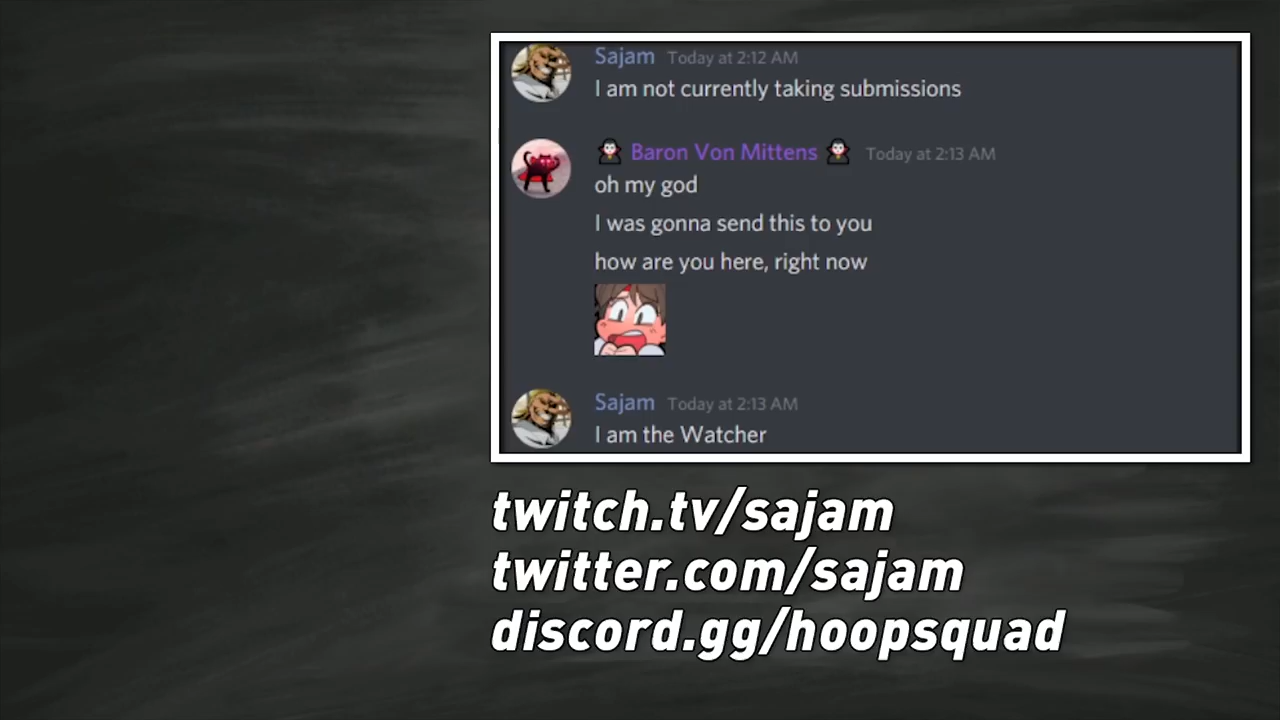 Sajam Today at 2:12 AM
I am not currently taking submissions
Baron Von Mittens Today at 2:13 AM
oh my god
I was gonna send this to you
how are you here, right now
Sajam Today at 2:13 AM
I am the Watcher
twitch.tv/sajam
twitter.com/sajam
discord.gg/hoopsquad